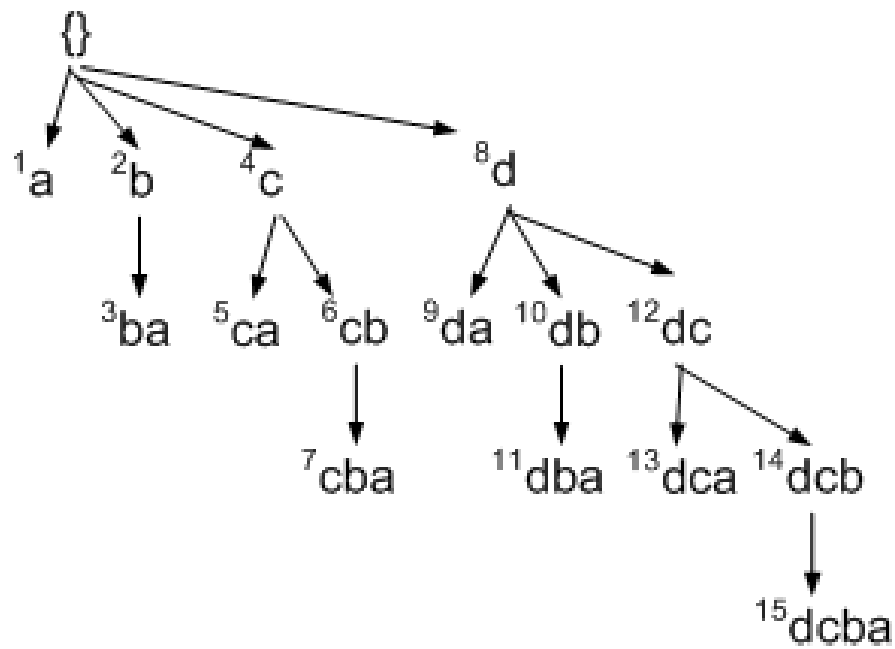 {}
¹a ²b ⁴c ⁸d
³ba ⁵ca ⁶cb ⁹da ¹⁰db ¹²dc
⁷cba ¹¹dba ¹³dca ¹⁴dcb
¹⁵dcba